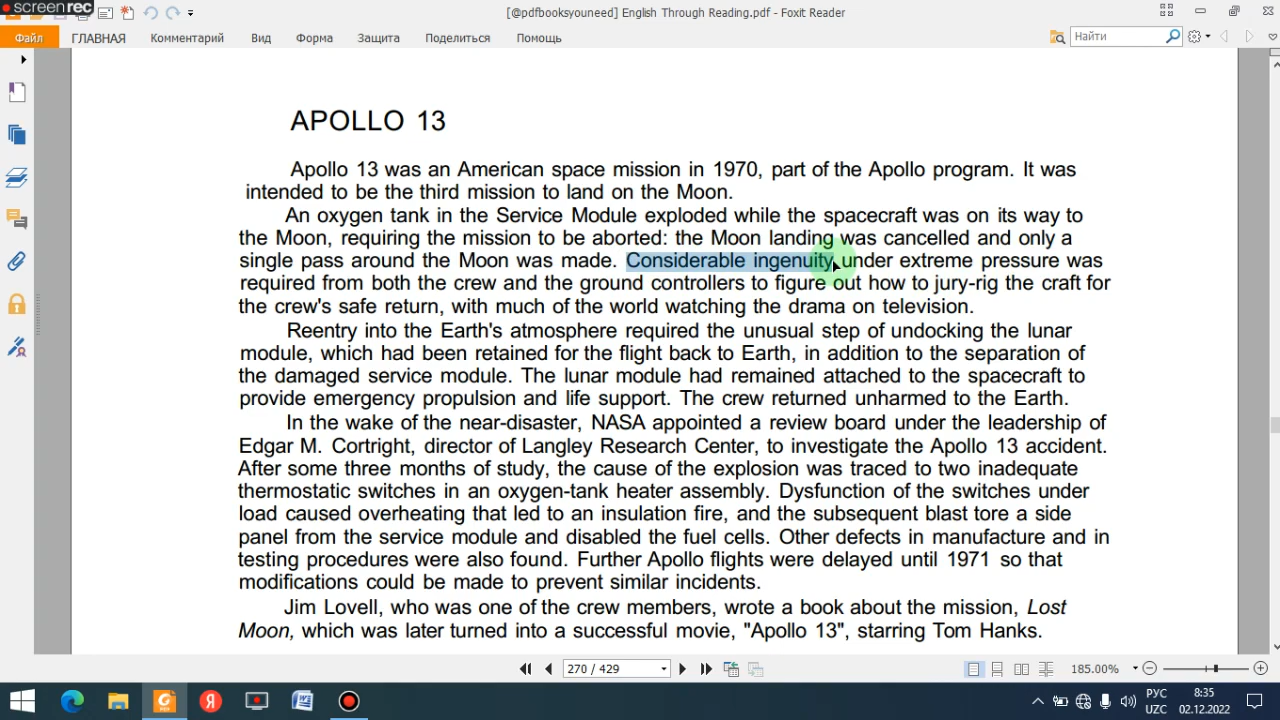 screenrec
[@pdfbooksyouneed] English Through Reading.pdf - Foxit Reader
Файл ГЛАВНАЯ Комментарий Вид Форма Защита Поделиться Помощь Найти
APOLLO 13
Apollo 13 was an American space mission in 1970, part of the Apollo program. It was
intended to be the third mission to land on the Moon.
An oxygen tank in the Service Module exploded while the spacecraft was on its way to
the Moon, requiring the mission to be aborted: the Moon landing was cancelled and only a
single pass around the Moon was made. Considerable ingenuity under extreme pressure was
required from both the crew and the ground controllers to figure out how to jury-rig the craft for
the crew's safe return, with much of the world watching the drama on television.
Reentry into the Earth's atmosphere required the unusual step of undocking the lunar
module, which had been retained for the flight back to Earth, in addition to the separation of
the damaged service module. The lunar module had remained attached to the spacecraft to
provide emergency propulsion and life support. The crew returned unharmed to the Earth.
In the wake of the near-disaster, NASA appointed a review board under the leadership of
Edgar M. Cortright, director of Langley Research Center, to investigate the Apollo 13 accident.
After some three months of study, the cause of the explosion was traced to two inadequate
thermostatic switches in an oxygen-tank heater assembly. Dysfunction of the switches under
load caused overheating that led to an insulation fire, and the subsequent blast tore a side
panel from the service module and disabled the fuel cells. Other defects in manufacture and in
testing procedures were also found. Further Apollo flights were delayed until 1971 so that
modifications could be made to prevent similar incidents.
Jim Lovell, who was one of the crew members, wrote a book about the mission, Lost
Moon, which was later turned into a successful movie, "Apollo 13", starring Tom Hanks.
270 / 429 185.00%
РУС 8:35
UZC 02.12.2022